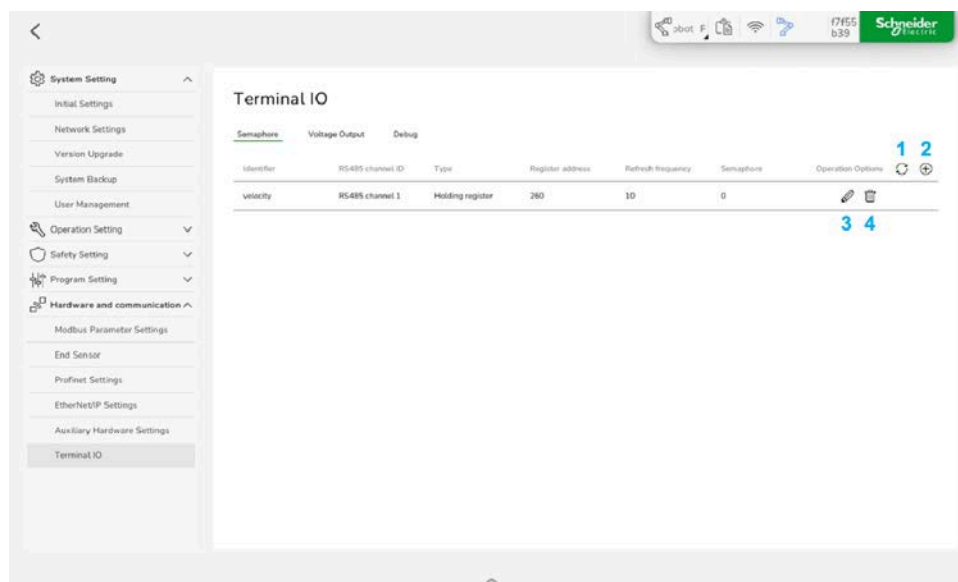 obot F
f7f55
b39
Schneider
Electric
System Setting
Initial Settings
Network Settings
Version Upgrade
System Backup
User Management
Operation Setting
Safety Setting
Program Setting
Hardware and communication
Modbus Parameter Settings
End Sensor
Profinet Settings
EtherNet/IP Settings
Auxiliary Hardware Settings
Terminal IO
Terminal IO
Semaphore Voltage Output Debug
1 2
Identifier RS485 channel ID Type Register address Refresh frequency Semaphore Operation Options
velocity RS485 channel 1 Holding register 260 10 0
3 4